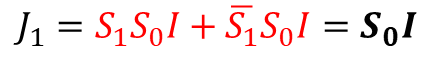 J₁ = S₁S₀I + S̅₁S₀I = S₀I